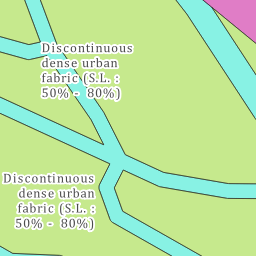 Discontinuous
dense urban
fabric (S.L. :
50% -  80%)
Discontinuous
dense urban
fabric (S.L. :
50% -  80%)